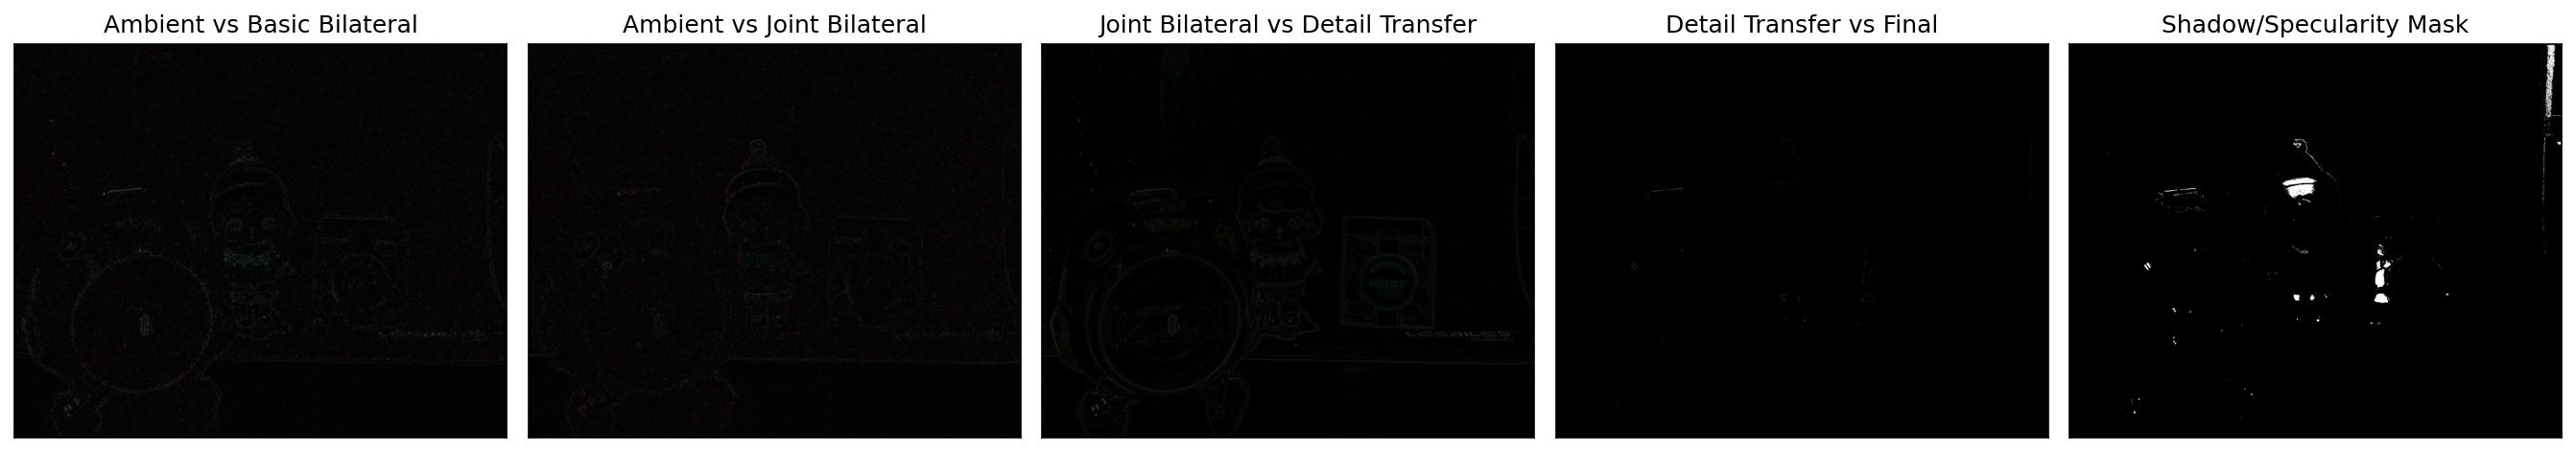 Ambient vs Basic Bilateral
Ambient vs Joint Bilateral
Joint Bilateral vs Detail Transfer
Detail Transfer vs Final
Shadow/Specularity Mask
LCSAILES